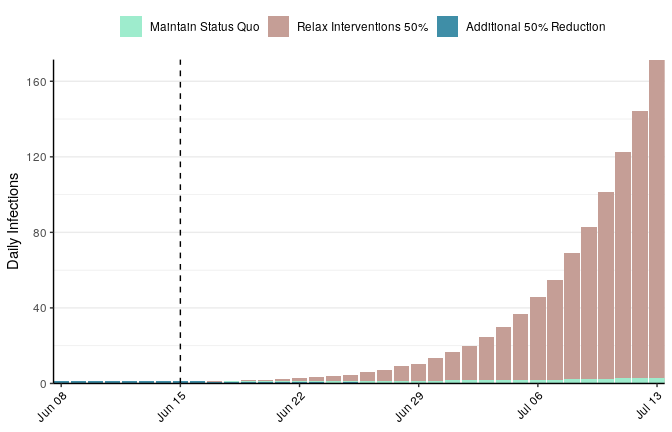 Maintain Status Quo Relax Interventions 50% Additional 50% Reduction
Daily Infections
160
120
80
40
0
Jun 08 Jun 15 Jun 22 Jun 29 Jul 06 Jul 13